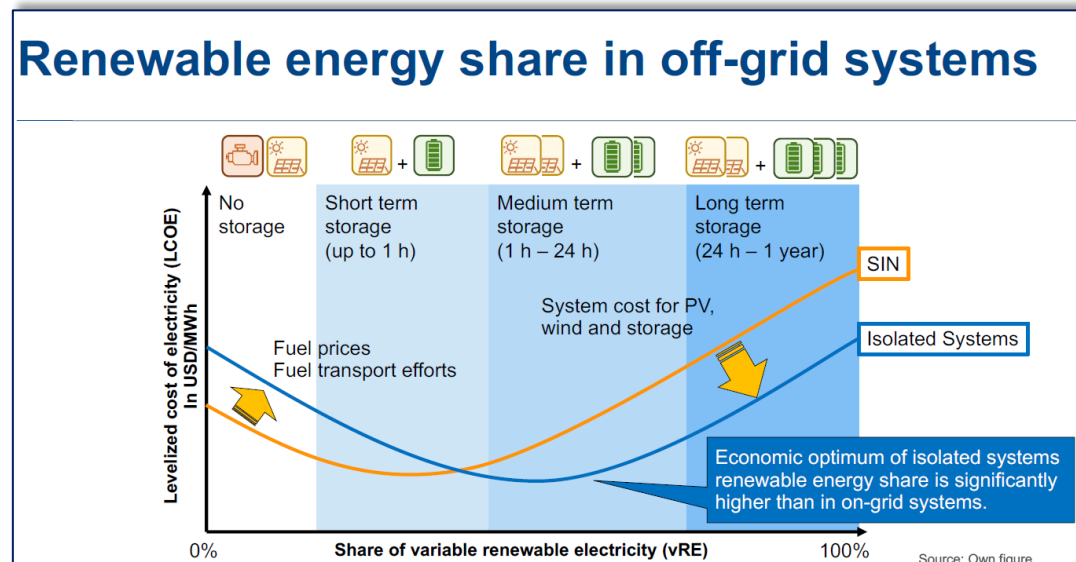 Renewable energy share in off-grid systems
+
+
+
Levelized cost of electricity (LCOE)
In USD/MWh
No
storage
Short term
storage
(up to 1 h)
Medium term
storage
(1 h – 24 h)
Long term
storage
(24 h – 1 year)
SIN
System cost for PV,
wind and storage
Isolated Systems
Fuel prices
Fuel transport efforts
Economic optimum of isolated systems
renewable energy share is significantly
higher than in on-grid systems.
0%
Share of variable renewable electricity (vRE)
100%
Source: Own figure